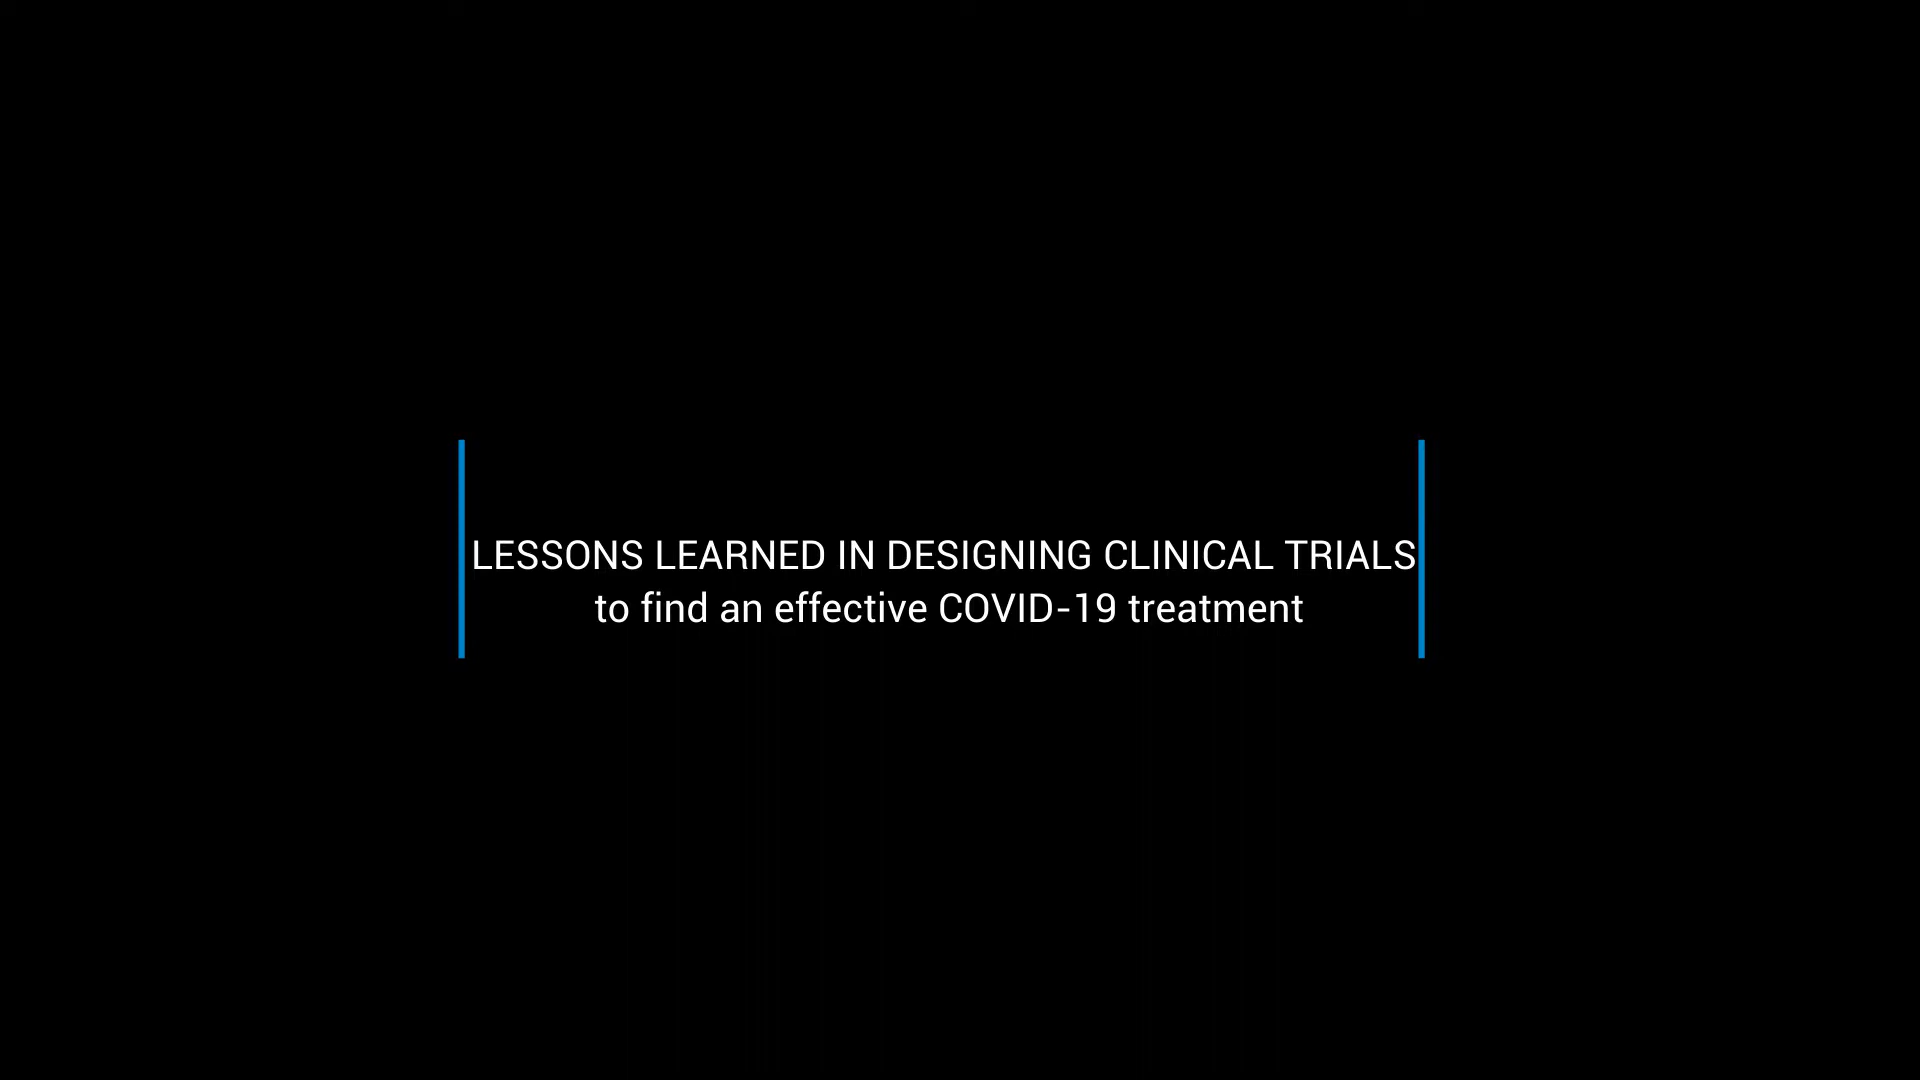 LESSONS LEARNED IN DESIGNING CLINICAL TRIALS
to find an effective COVID-19 treatment